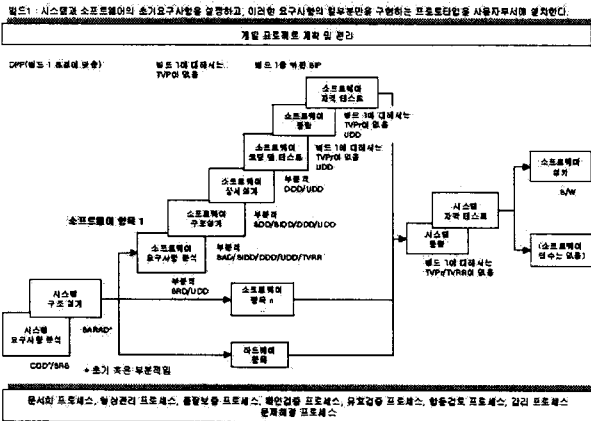 빌드1 : 시스템과 소프트웨어의 초기요구사항을 설정하고, 이러한 요구사항의 일부분만을 구현하는 프로토타입을 사용자부서에 설치한다.
개발 프로젝트 계획 및 관리
빌드 1에 대해서는
TVP이 없음
빌드 1을 위한 SIP
소프트웨어
자격 테스트
소프트웨어
통합
빌드 1에 대해서는
TVPr이 없음
UDD
소프트웨어
코딩 및 테스트
빌드 1에 대해서는
TVPr이 없음
UDD
소프트웨어
상세 설계
부분적
DDD/UDD
소프트웨어 항목 1
소프트웨어
구조설계
부분적
SDD/SIDD/DDD/UDD
소프트웨어
요구사항 분석
부분적
SAD/SIDD/DDD/UDD/TVRR
부분적
SRD/UDD
시스템
구조 설계
SARAD*
시스템
요구사항 분석
COD*/SRS
* 초기 혹은 부분적임
소프트웨어
항목 n
하드웨어
항목
시스템
자격 테스트
시스템
통합
빌드 1에 대해서는
TVPr/TVRR이 없음
소프트웨어
설치
S/W
(소프트웨어
인수는 없음)
문서화 프로세스, 형상관리 프로세스, 품질보증 프로세스, 확인검증 프로세스, 유효검증 프로세스, 합동검토 프로세스, 감리 프로세스
문제해결 프로세스